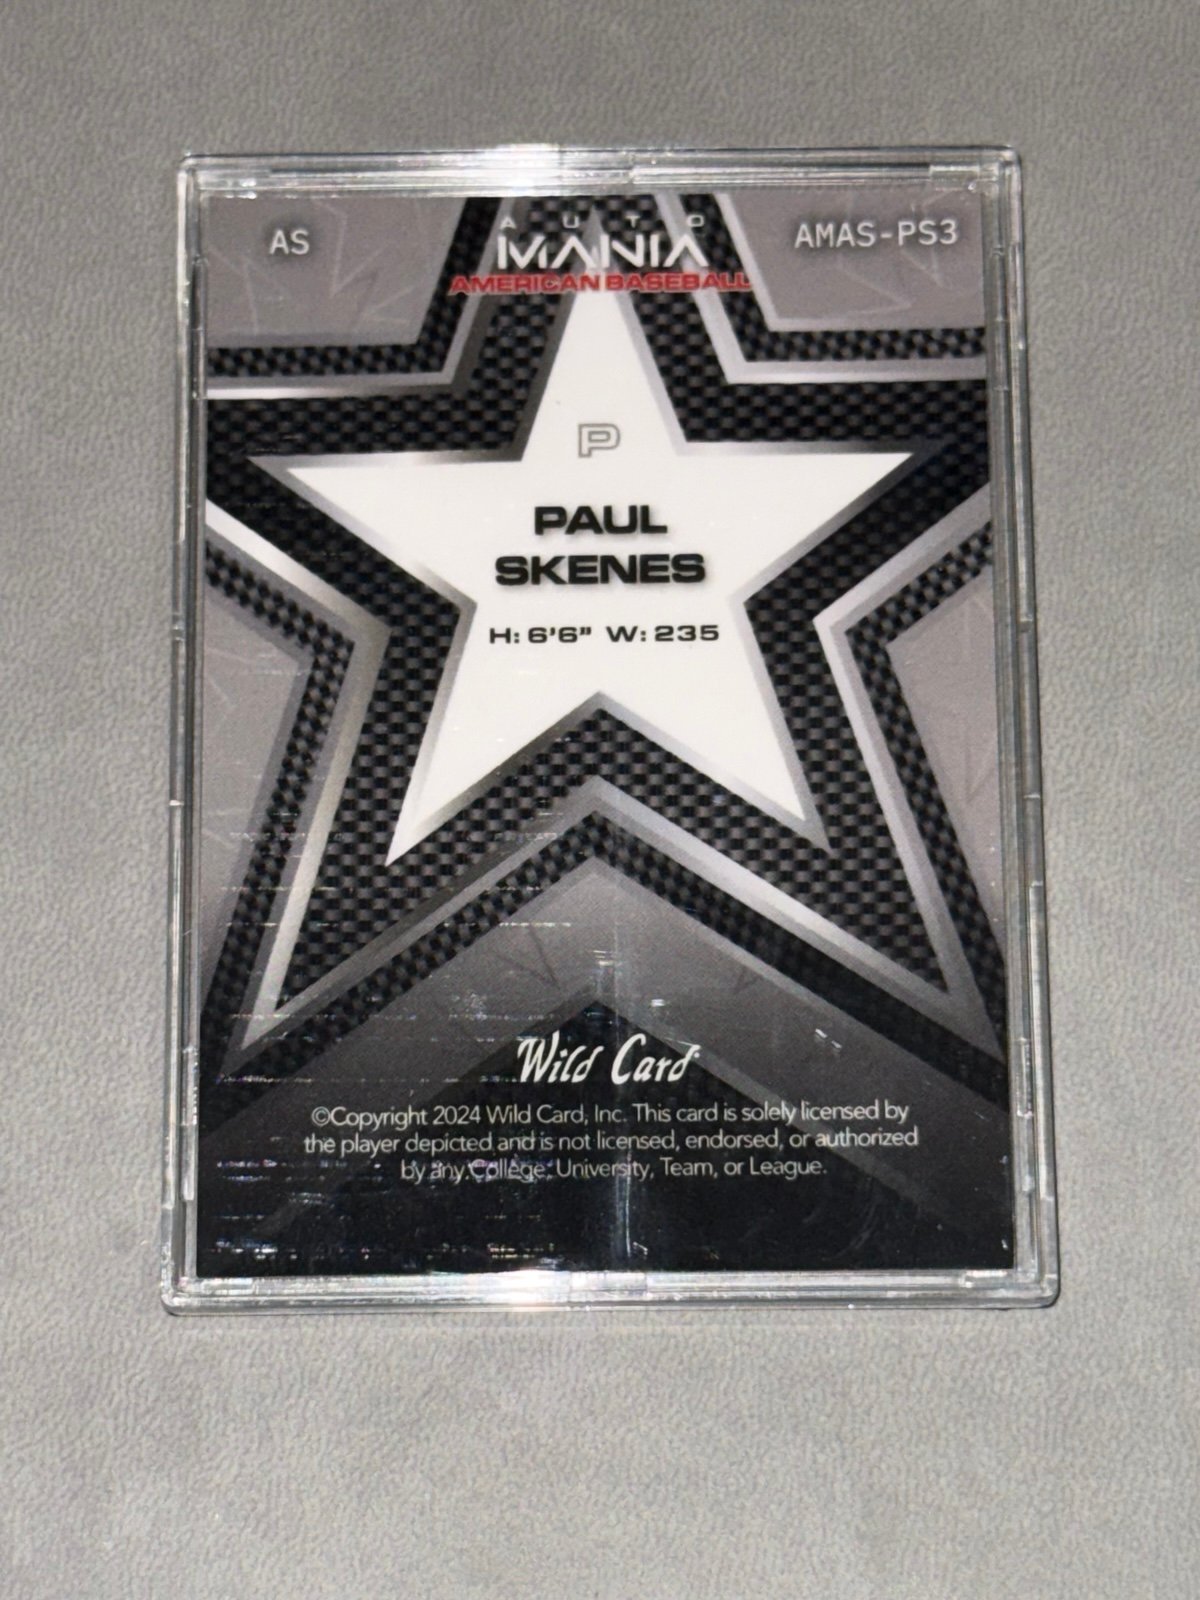 AS
AUTO
MANIA
AMERICAN BASEBALL
AMAS-PS3
P
PAUL
SKENES
H: 6'6" W: 235
Wild Card
©Copyright 2024 Wild Card, Inc. This card is solely licensed by
the player depicted and is not licensed, endorsed, or authorized
by any College, University, Team, or League.